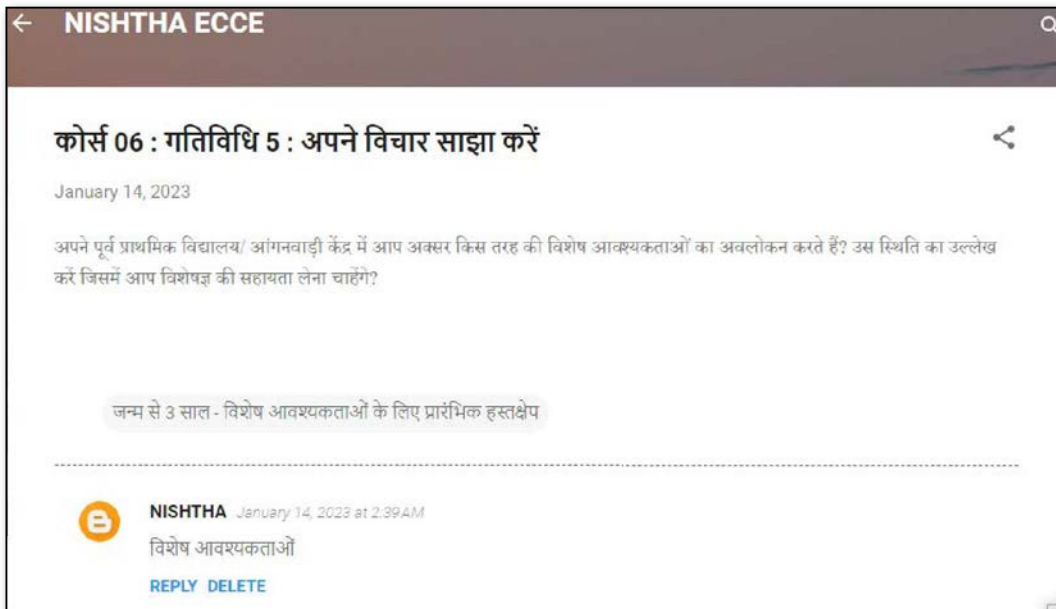 NISHTHA ECCE
कोर्स 06 : गतिविधि 5 : अपने विचार साझा करें
January 14, 2023
अपने पूर्व प्राथमिक विद्यालय/ आंगनवाड़ी केंद्र में आप अक्सर किस तरह की विशेष आवश्यकताओं का अवलोकन करते हैं? उस स्थिति का उल्लेख
करें जिसमें आप विशेषज्ञ की सहायता लेना चाहेंगे?
जन्म से 3 साल - विशेष आवश्यकताओं के लिए प्रारंभिक हस्तक्षेप
NISHTHA January 14, 2023 at 2:39 AM
विशेष आवश्यकताओं
REPLY DELETE